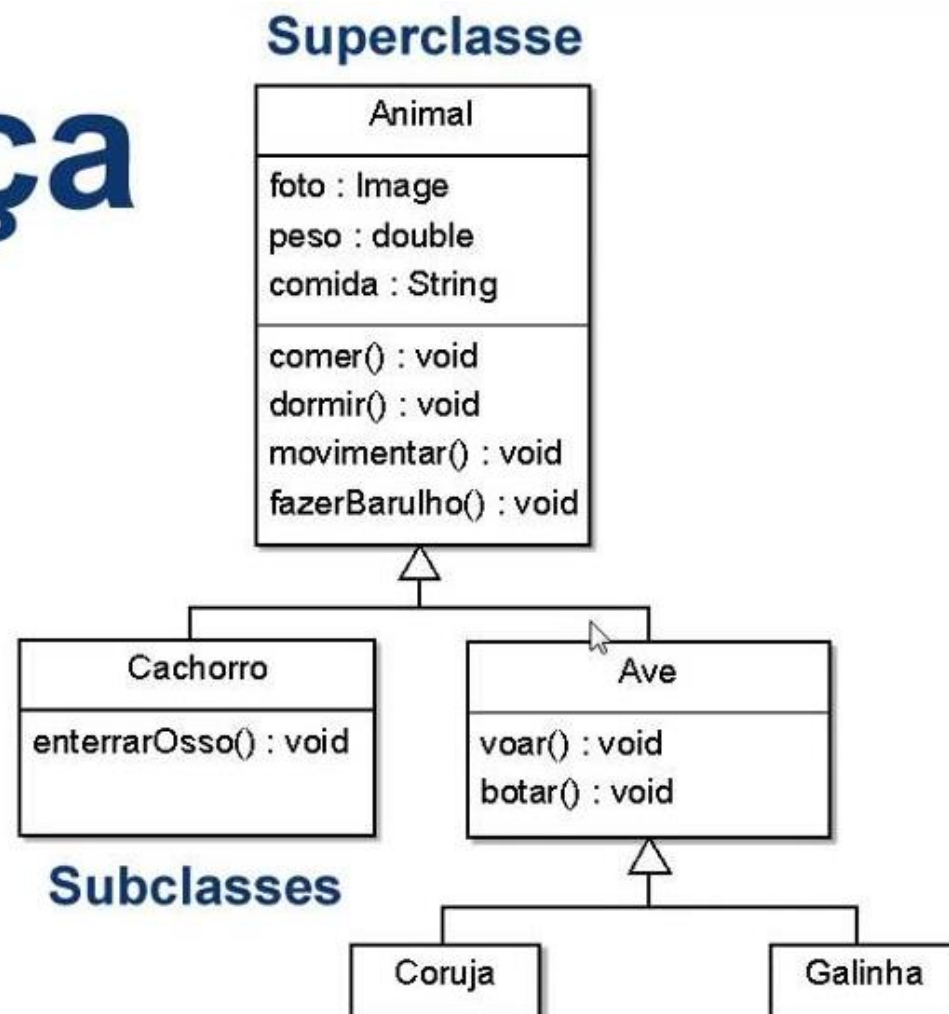 Superclasse
ça
Animal
foto : Image
peso : double
comida : String
comer() : void
dormir() : void
movimentar() : void
fazerBarulho() : void
Cachorro
enterrarOsso() : void
Ave
voar() : void
botar() : void
Subclasses
Coruja
Galinha